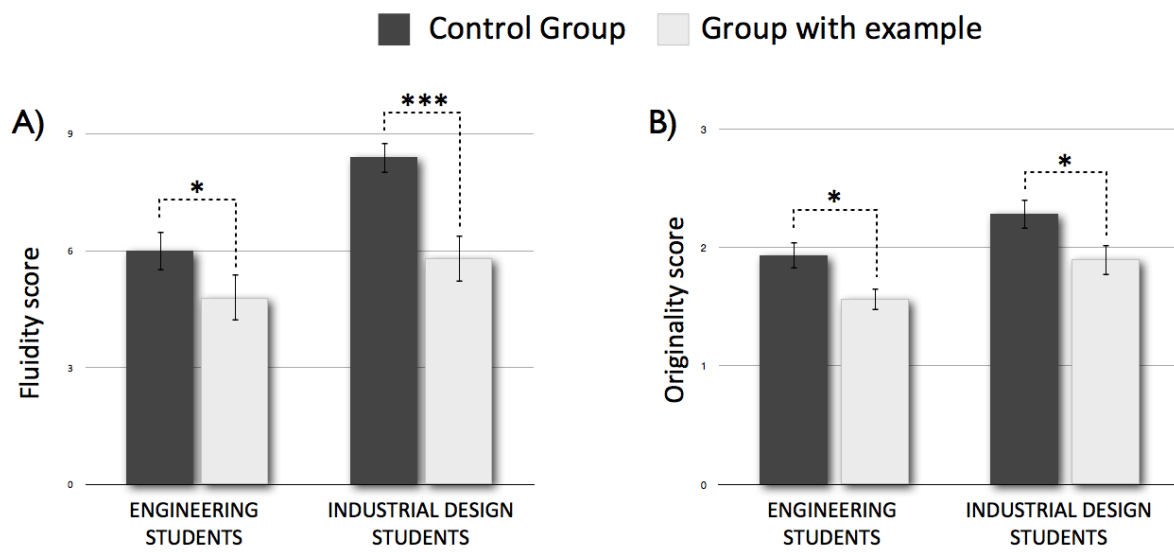 Control Group
Group with example
A)
***
*
Fluidity score
9
6
3
0
ENGINEERING
STUDENTS
INDUSTRIAL DESIGN
STUDENTS
B)
*
*
Originality score
3
2
1
0
ENGINEERING
STUDENTS
INDUSTRIAL DESIGN
STUDENTS